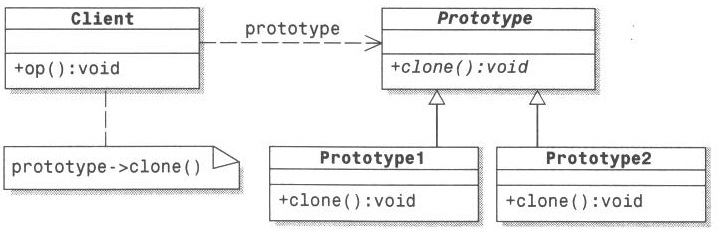 Client
+op():void
prototype
Prototype
+clone():void
prototype->clone()
Prototype1
+clone():void
Prototype2
+clone():void